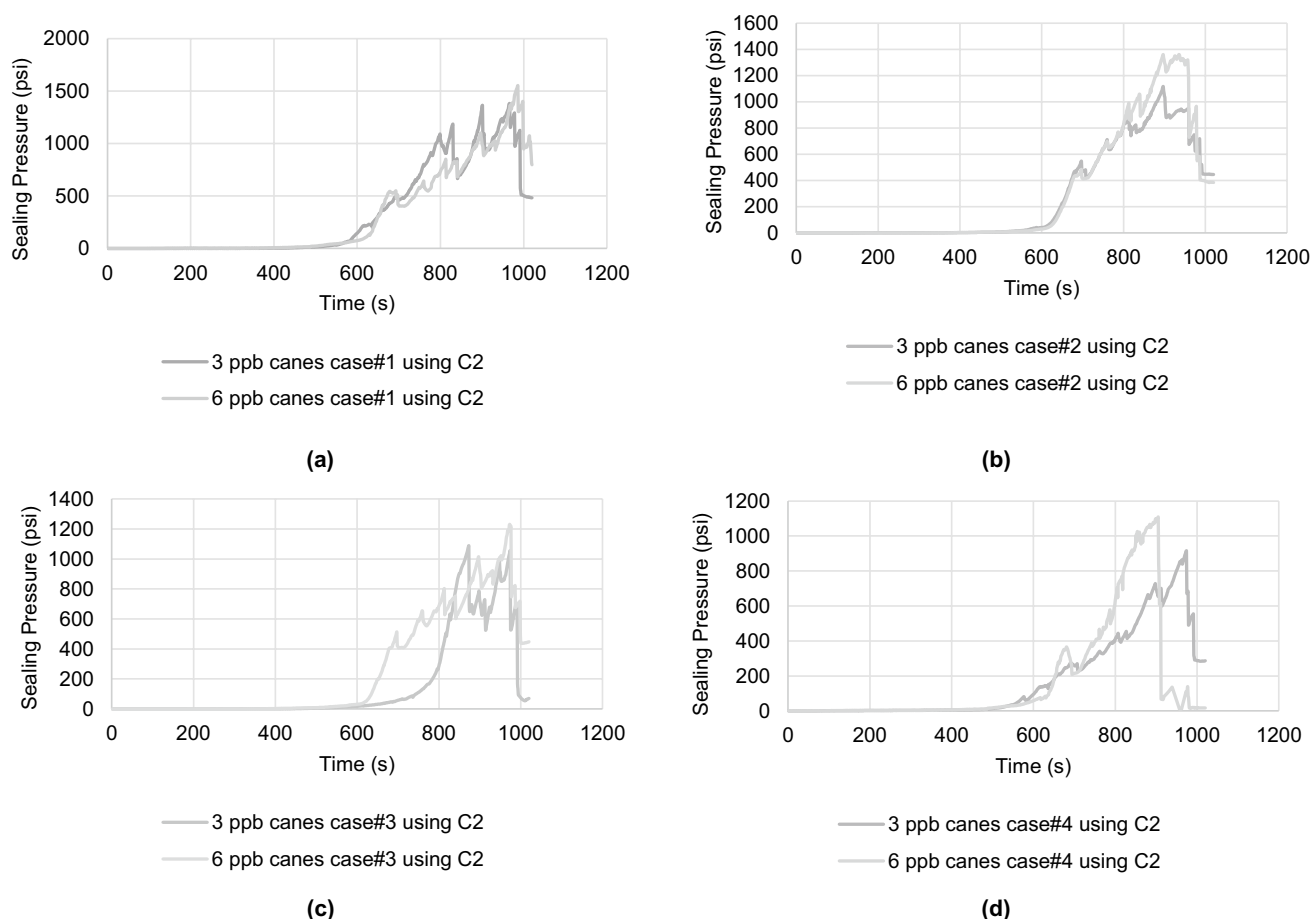 2000
1500
1000
500
0
Sealing Pressure (psi)
0 200 400 600 800 1000 1200
Time (s)
3 ppb canes case#1 using C2
6 ppb canes case#1 using C2
(a)
1600
1400
1200
1000
800
600
400
200
0
Sealing Pressure (psi)
0 200 400 600 800 1000 1200
Time (s)
3 ppb canes case#2 using C2
6 ppb canes case#2 using C2
(b)
1400
1200
1000
800
600
400
200
0
Sealing Pressure (psi)
0 200 400 600 800 1000 1200
Time (s)
3 ppb canes case#3 using C2
6 ppb canes case#3 using C2
(c)
1200
1000
800
600
400
200
0
Sealing Pressure (psi)
0 200 400 600 800 1000 1200
Time (s)
3 ppb canes case#4 using C2
6 ppb canes case#4 using C2
(d)